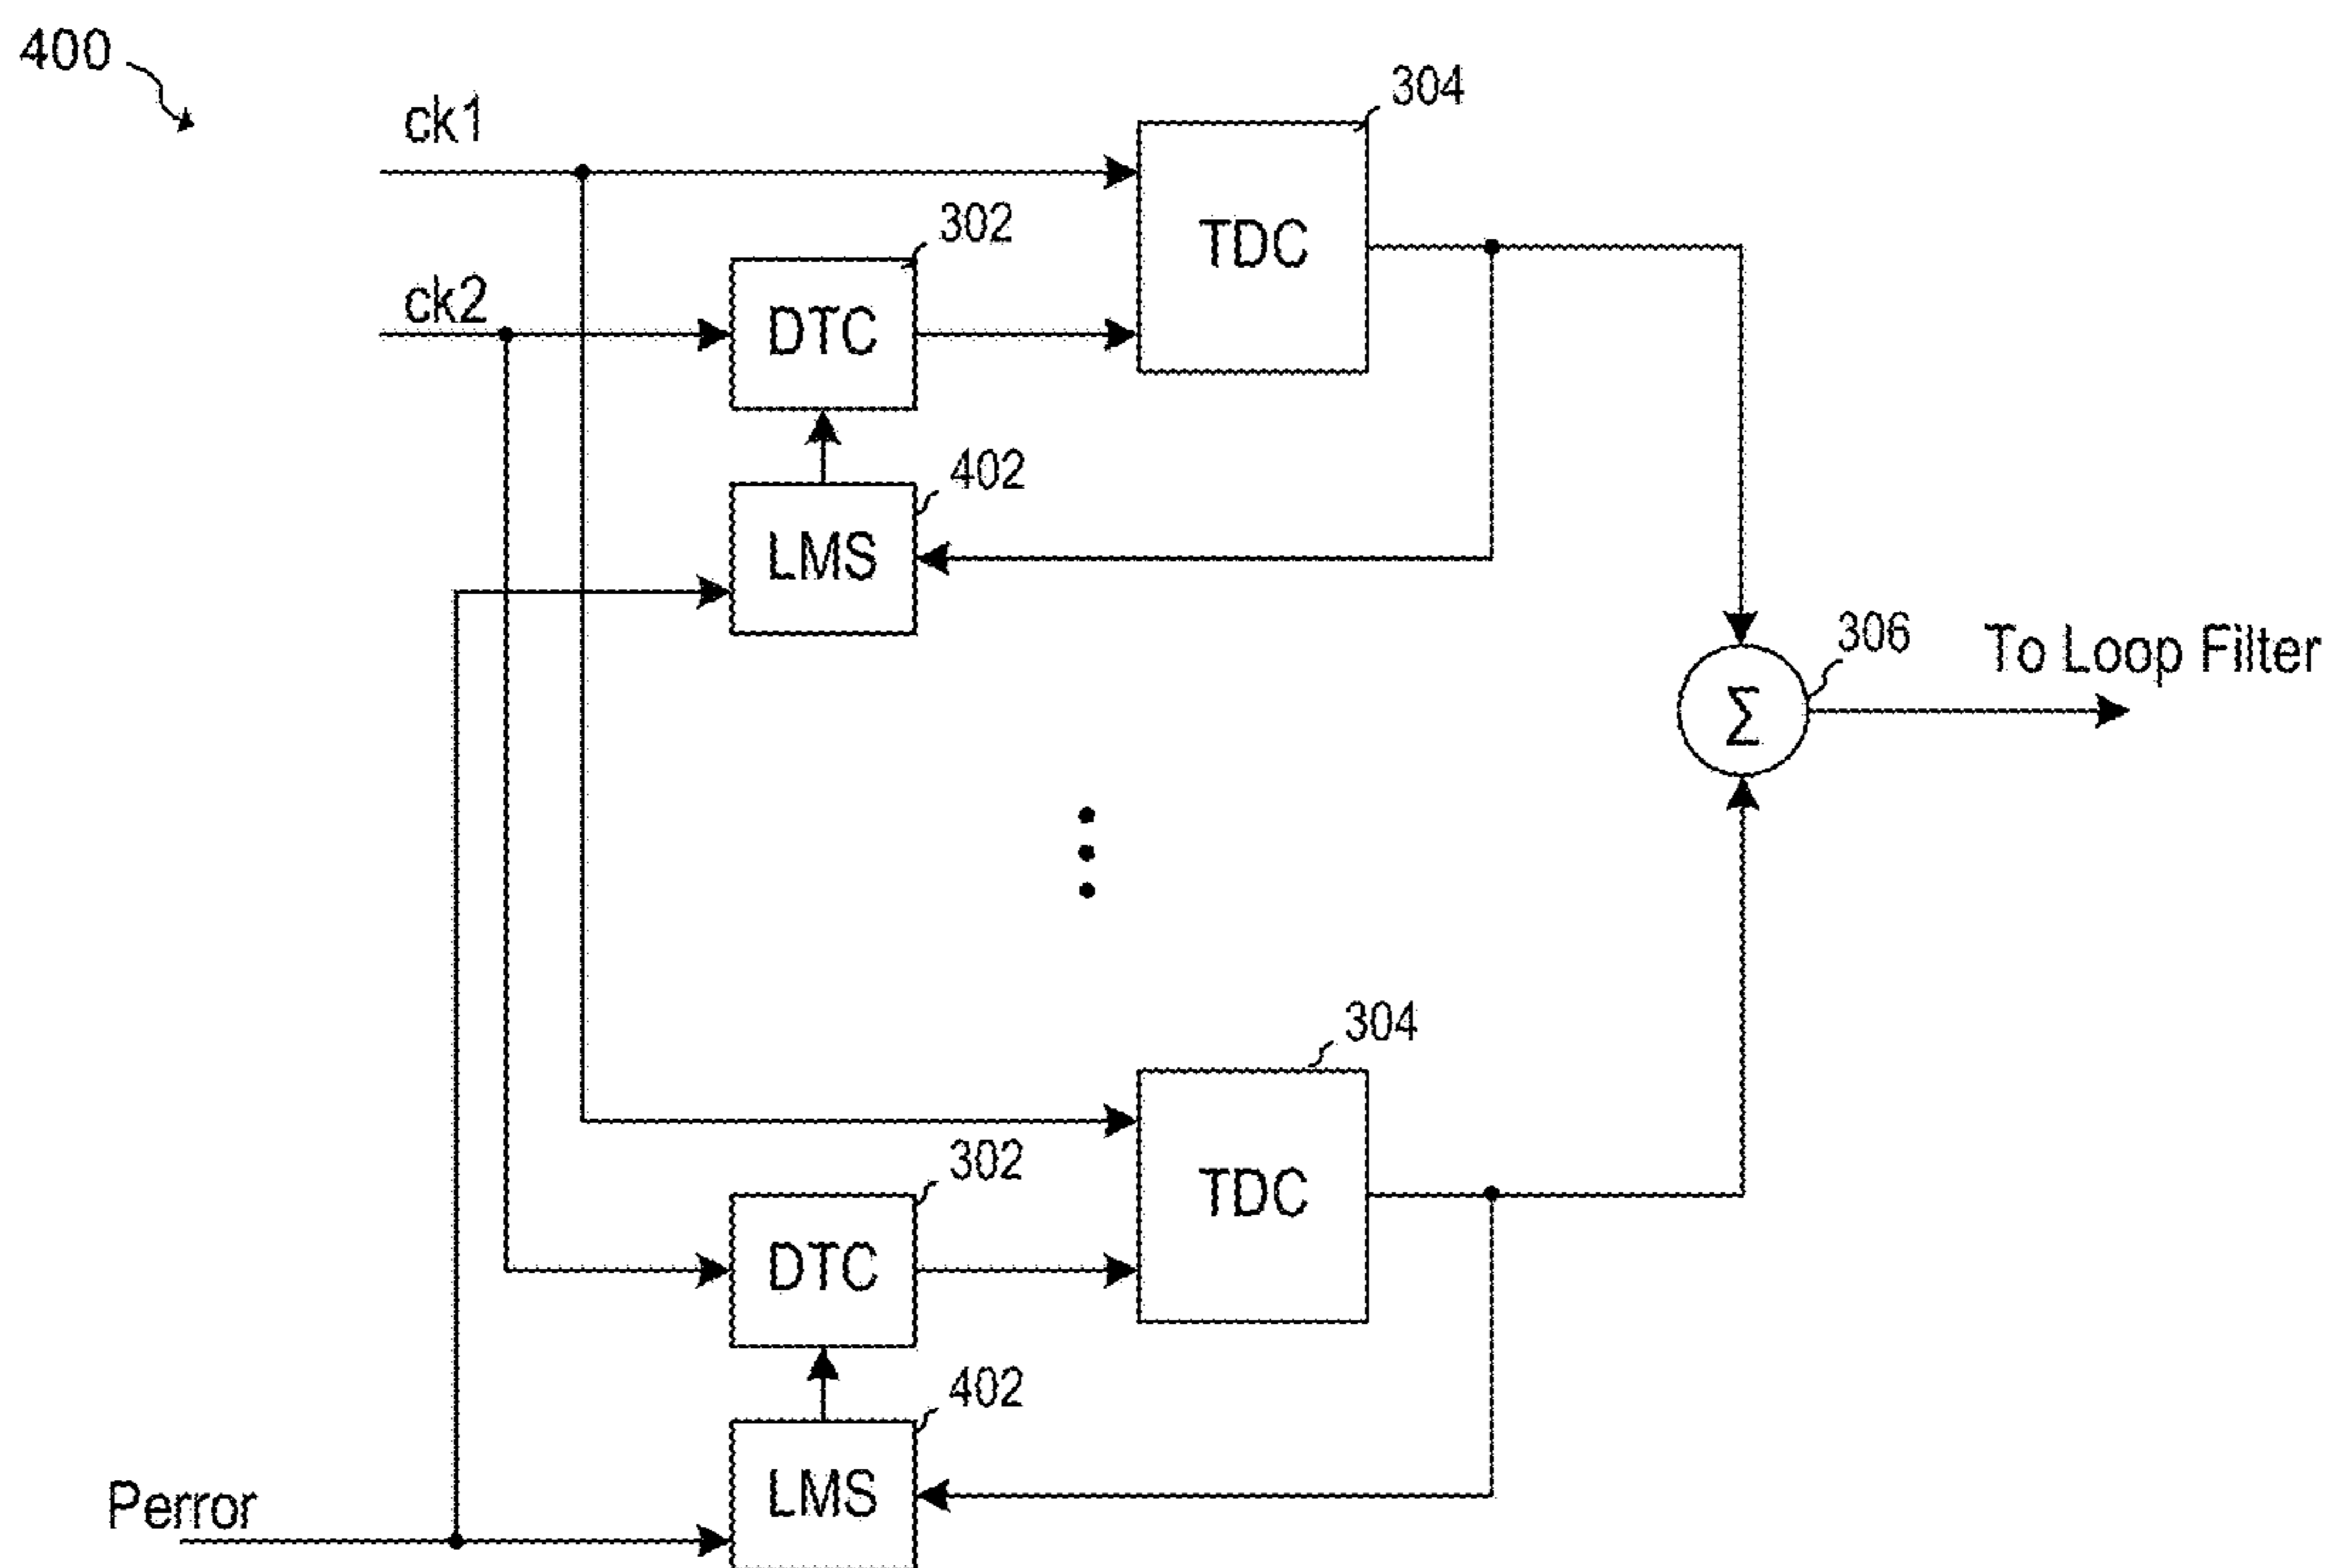 400
ck1
304
TDC
302
ck2
DTC
402
LMS
306
To Loop Filter
Σ
304
TDC
302
DTC
402
LMS
Perror